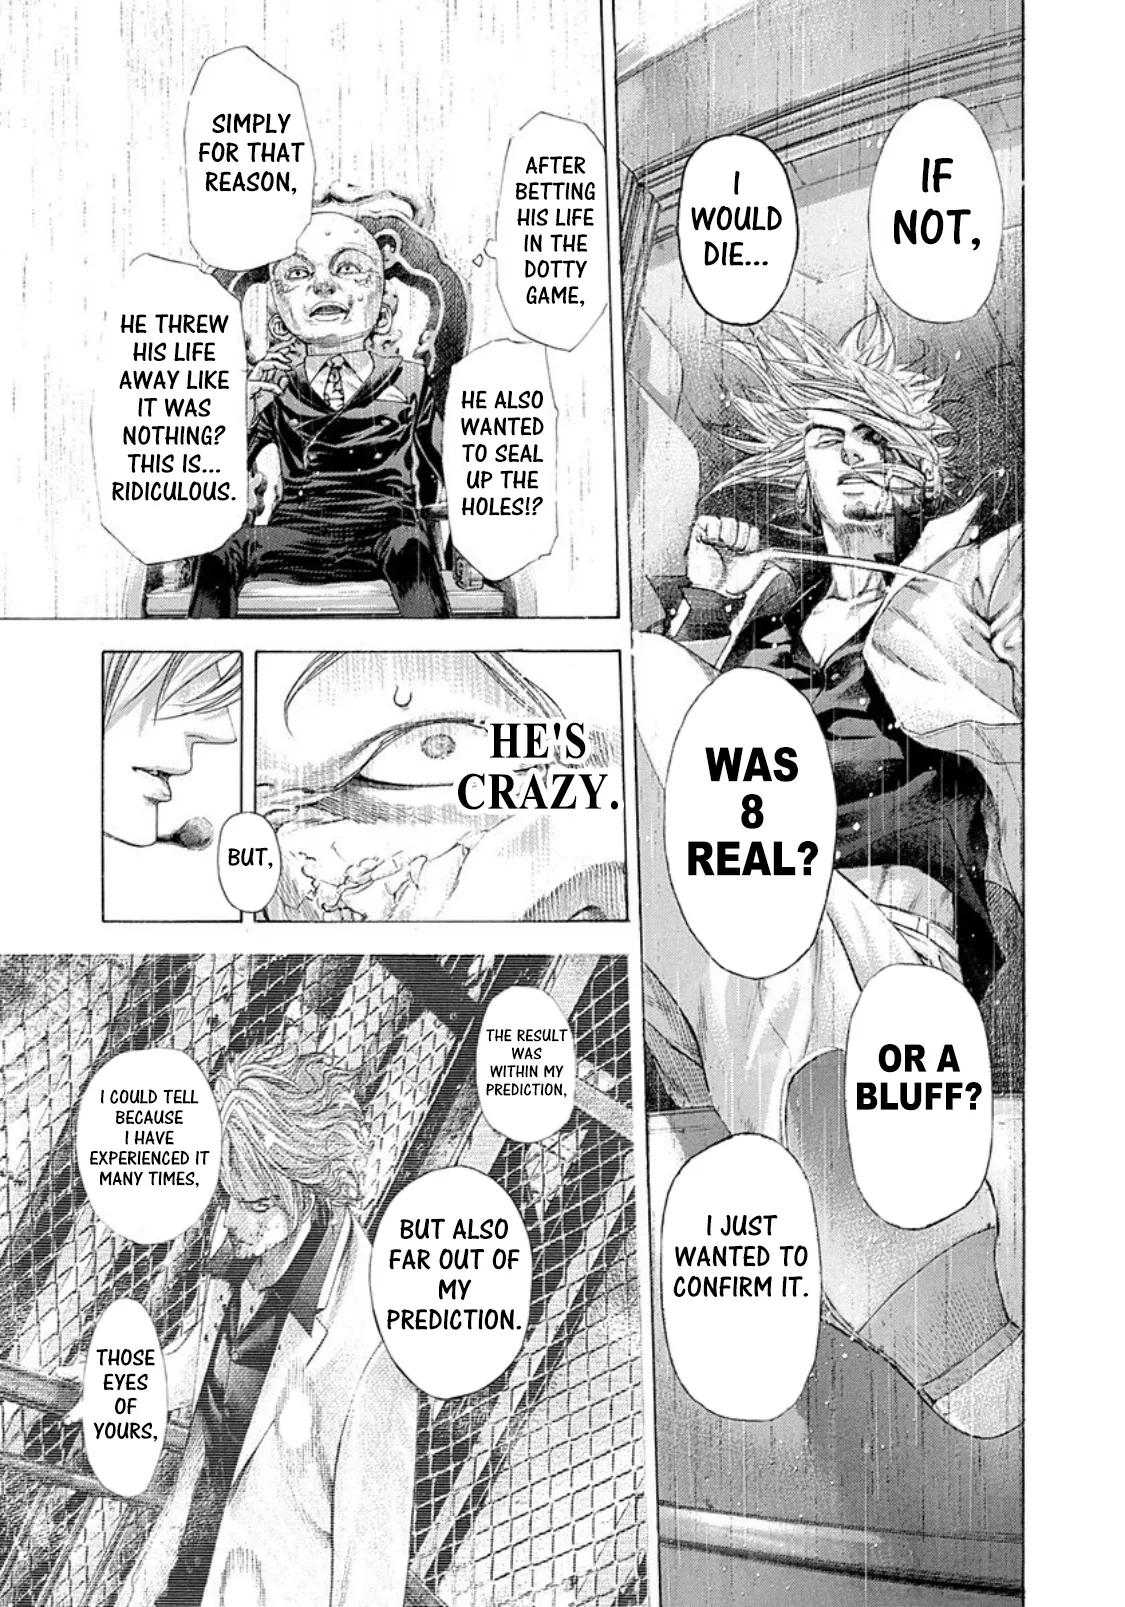 IF
NOT,
I
WOULD
DIE...
WAS
8
REAL?
OR A
BLUFF?
I JUST
WANTED TO
CONFIRM IT.
AFTER
BETTING
HIS LIFE
IN THE
DOTTY
GAME,
HE ALSO
WANTED
TO SEAL
UP THE
HOLES!?
SIMPLY
FOR THAT
REASON,
HE THREW
HIS LIFE
AWAY LIKE
IT WAS
NOTHING?
THIS IS...
RIDICULOUS.
HE'S
CRAZY.
BUT,
THE RESULT
WAS
WITHIN MY
PREDICTION,
BUT ALSO
FAR OUT OF
MY
PREDICTION.
I COULD TELL
BECAUSE
I HAVE
EXPERIENCED IT
MANY TIMES,
THOSE
EYES
OF
YOURS,